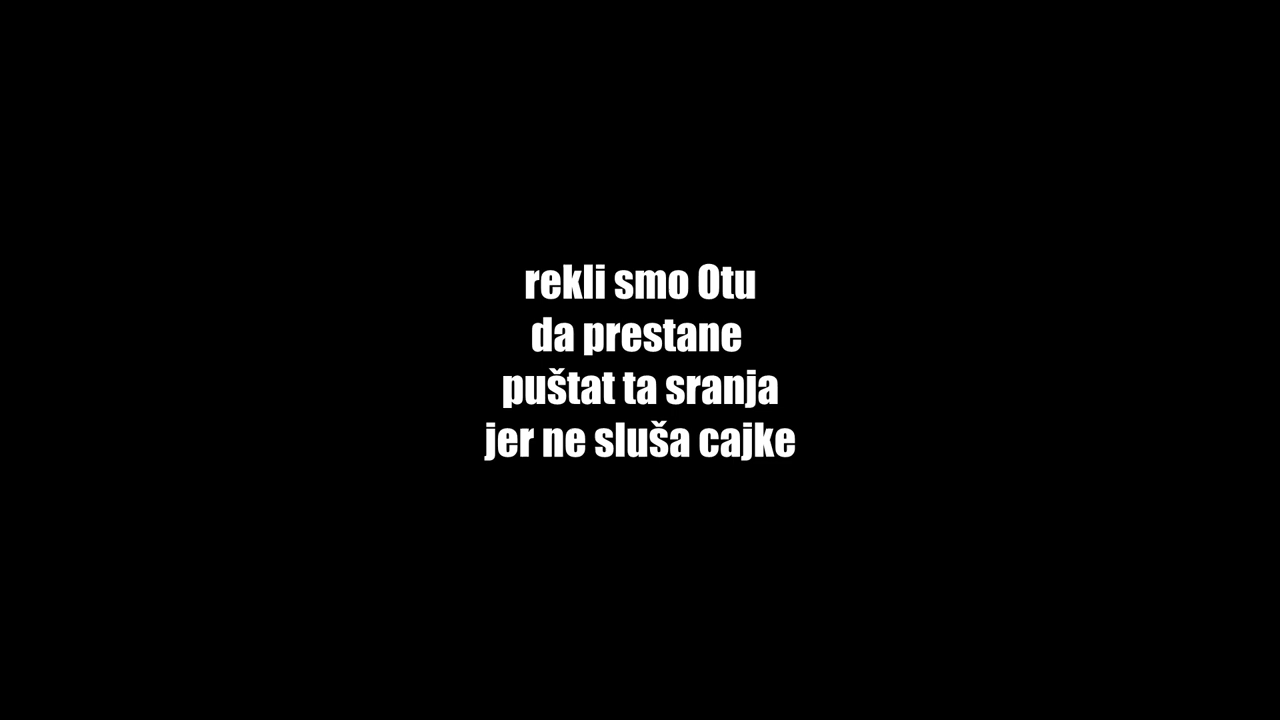 rekli smo Otu
da prestane
puštat ta sranja
jer ne sluša cajke